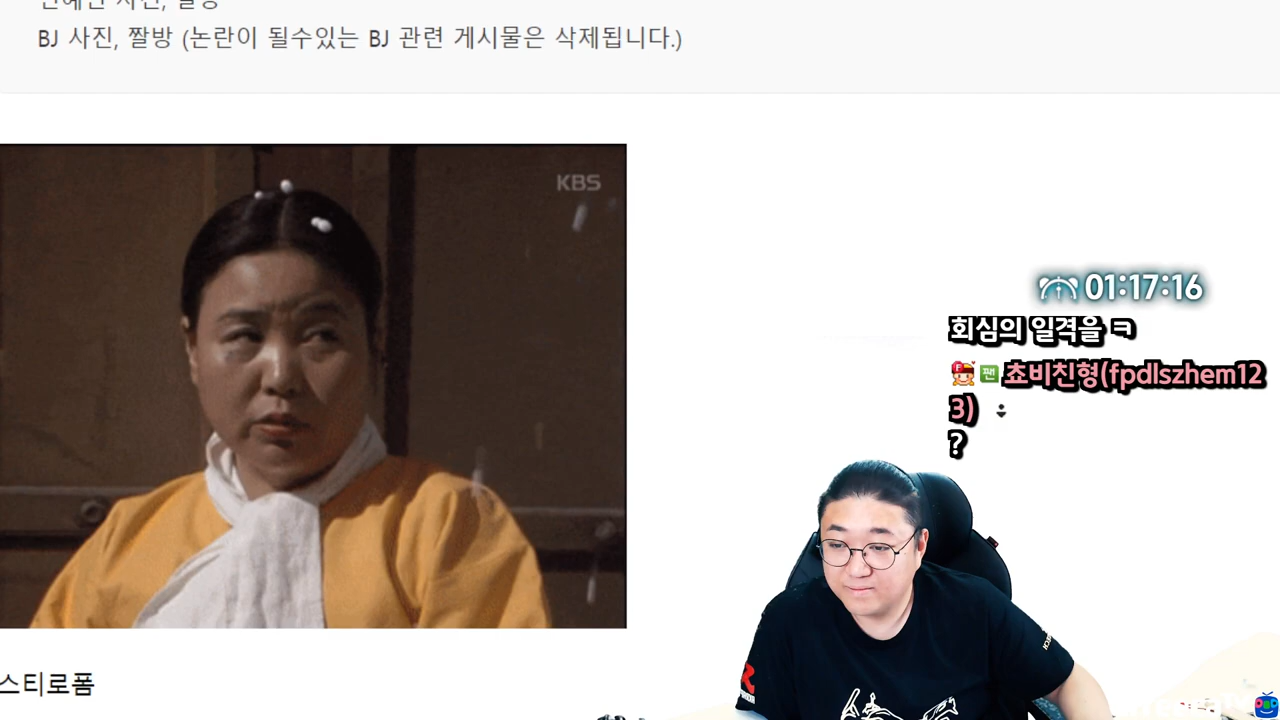 BJ 사진, 짤방 (논란이 될수있는 BJ 관련 게시물은 삭제됩니다.)
KBS
01:17:16
회심의 일격을 ㅋ
F 팬 쵸비친형(fpdlszhem12
3)
?
스티로폼